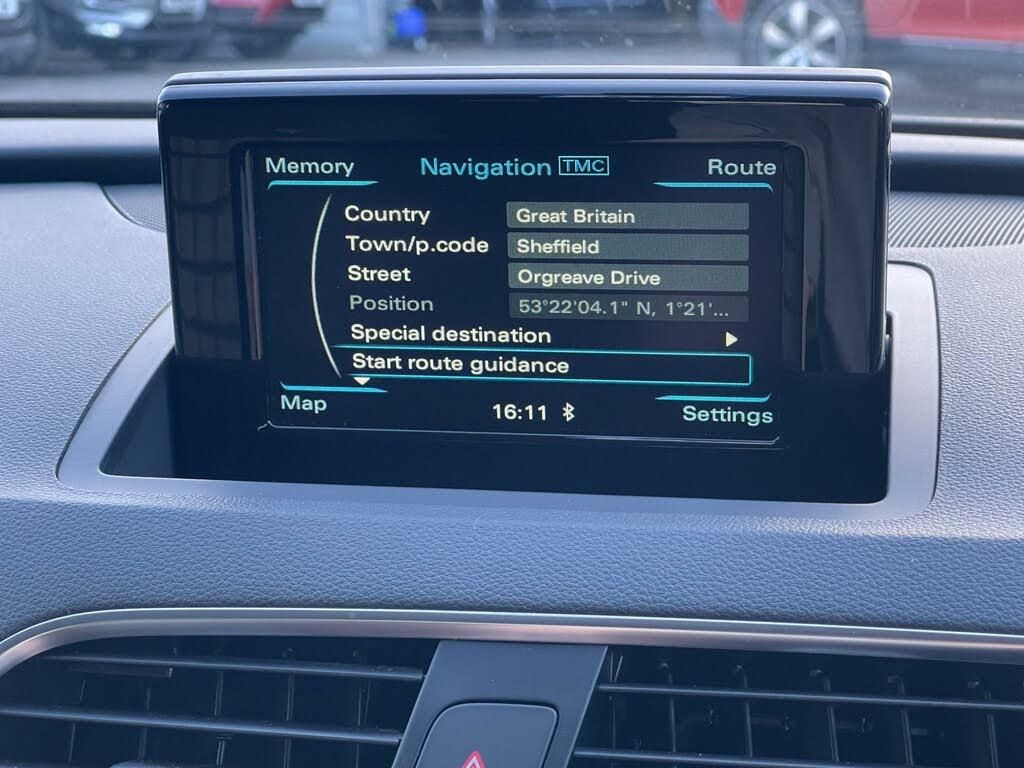 Memory Navigation TMC Route
Country Great Britain
Town/p.code Sheffield
Street Orgreave Drive
Position 53°22'04.1" N, 1°21'...
Special destination
Start route guidance
Map 16:11 Settings